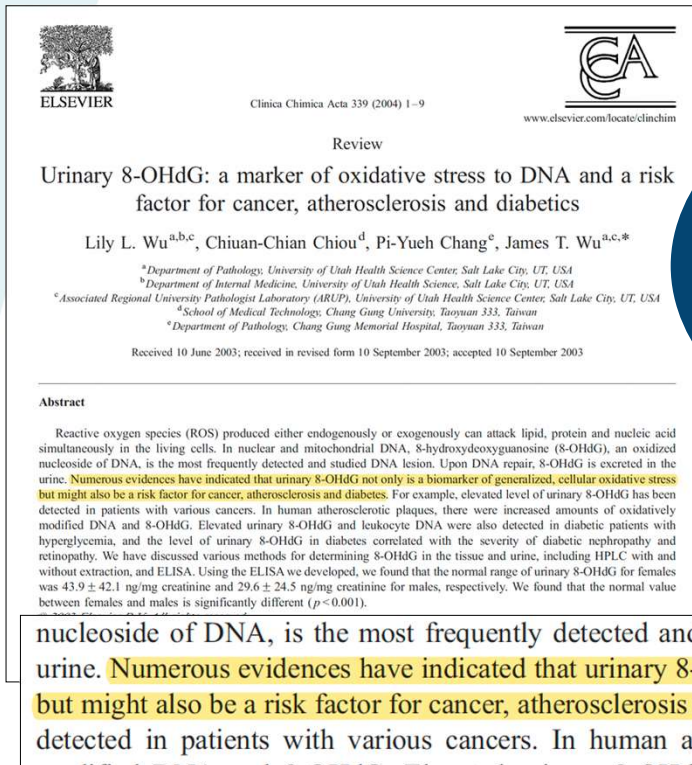 ELSEVIER
Clinica Chimica Acta 339 (2004) 1–9
CCCA
www.elsevier.com/locate/clinchim
Review
Urinary 8-OHdG: a marker of oxidative stress to DNA and a risk
factor for cancer, atherosclerosis and diabetics
Lily L. Wu a,b,c, Chiuan-Chian Chiou d, Pi-Yueh Chang e, James T. Wu a,c,*
a Department of Pathology, University of Utah Health Science Center, Salt Lake City, UT, USA
b Department of Internal Medicine, University of Utah Health Science, Salt Lake City, UT, USA
c Associated Regional University Pathologist Laboratory (ARUP), University of Utah Health Science Center, Salt Lake City, UT, USA
d School of Medical Technology, Chang Gung University, Taoyuan 333, Taiwan
e Department of Pathology, Chang Gung Memorial Hospital, Taoyuan 333, Taiwan
Received 10 June 2003; received in revised form 10 September 2003; accepted 10 September 2003
Abstract
Reactive oxygen species (ROS) produced either endogenously or exogenously can attack lipid, protein and nucleic acid
simultaneously in the living cells. In nuclear and mitochondrial DNA, 8-hydroxydeoxyguanosine (8-OHdG), an oxidized
nucleoside of DNA, is the most frequently detected and studied DNA lesion. Upon DNA repair, 8-OHdG is excreted in the
urine. Numerous evidences have indicated that urinary 8-OHdG not only is a biomarker of generalized, cellular oxidative stress
but might also be a risk factor for cancer, atherosclerosis and diabetes. For example, elevated level of urinary 8-OHdG has been
detected in patients with various cancers. In human atherosclerotic plaques, there were increased amounts of oxidatively
modified DNA and 8-OHdG. Elevated urinary 8-OHdG and leukocyte DNA were also detected in diabetic patients with
hyperglycemia, and the level of urinary 8-OHdG in diabetes correlated with the severity of diabetic nephropathy and
retinopathy. We have discussed various methods for determining 8-OHdG in the tissue and urine, including HPLC with and
without extraction, and ELISA. Using the ELISA we developed, we found that the normal range of urinary 8-OHdG for females
was 43.9 ± 42.1 ng/mg creatinine and 29.6 ± 24.5 ng/mg creatinine for males, respectively. We found that the normal value
between females and males is significantly different (p < 0.001).
nucleoside of DNA, is the most frequently detected and
urine. Numerous evidences have indicated that urinary 8-
but might also be a risk factor for cancer, atherosclerosis
detected in patients with various cancers. In human a